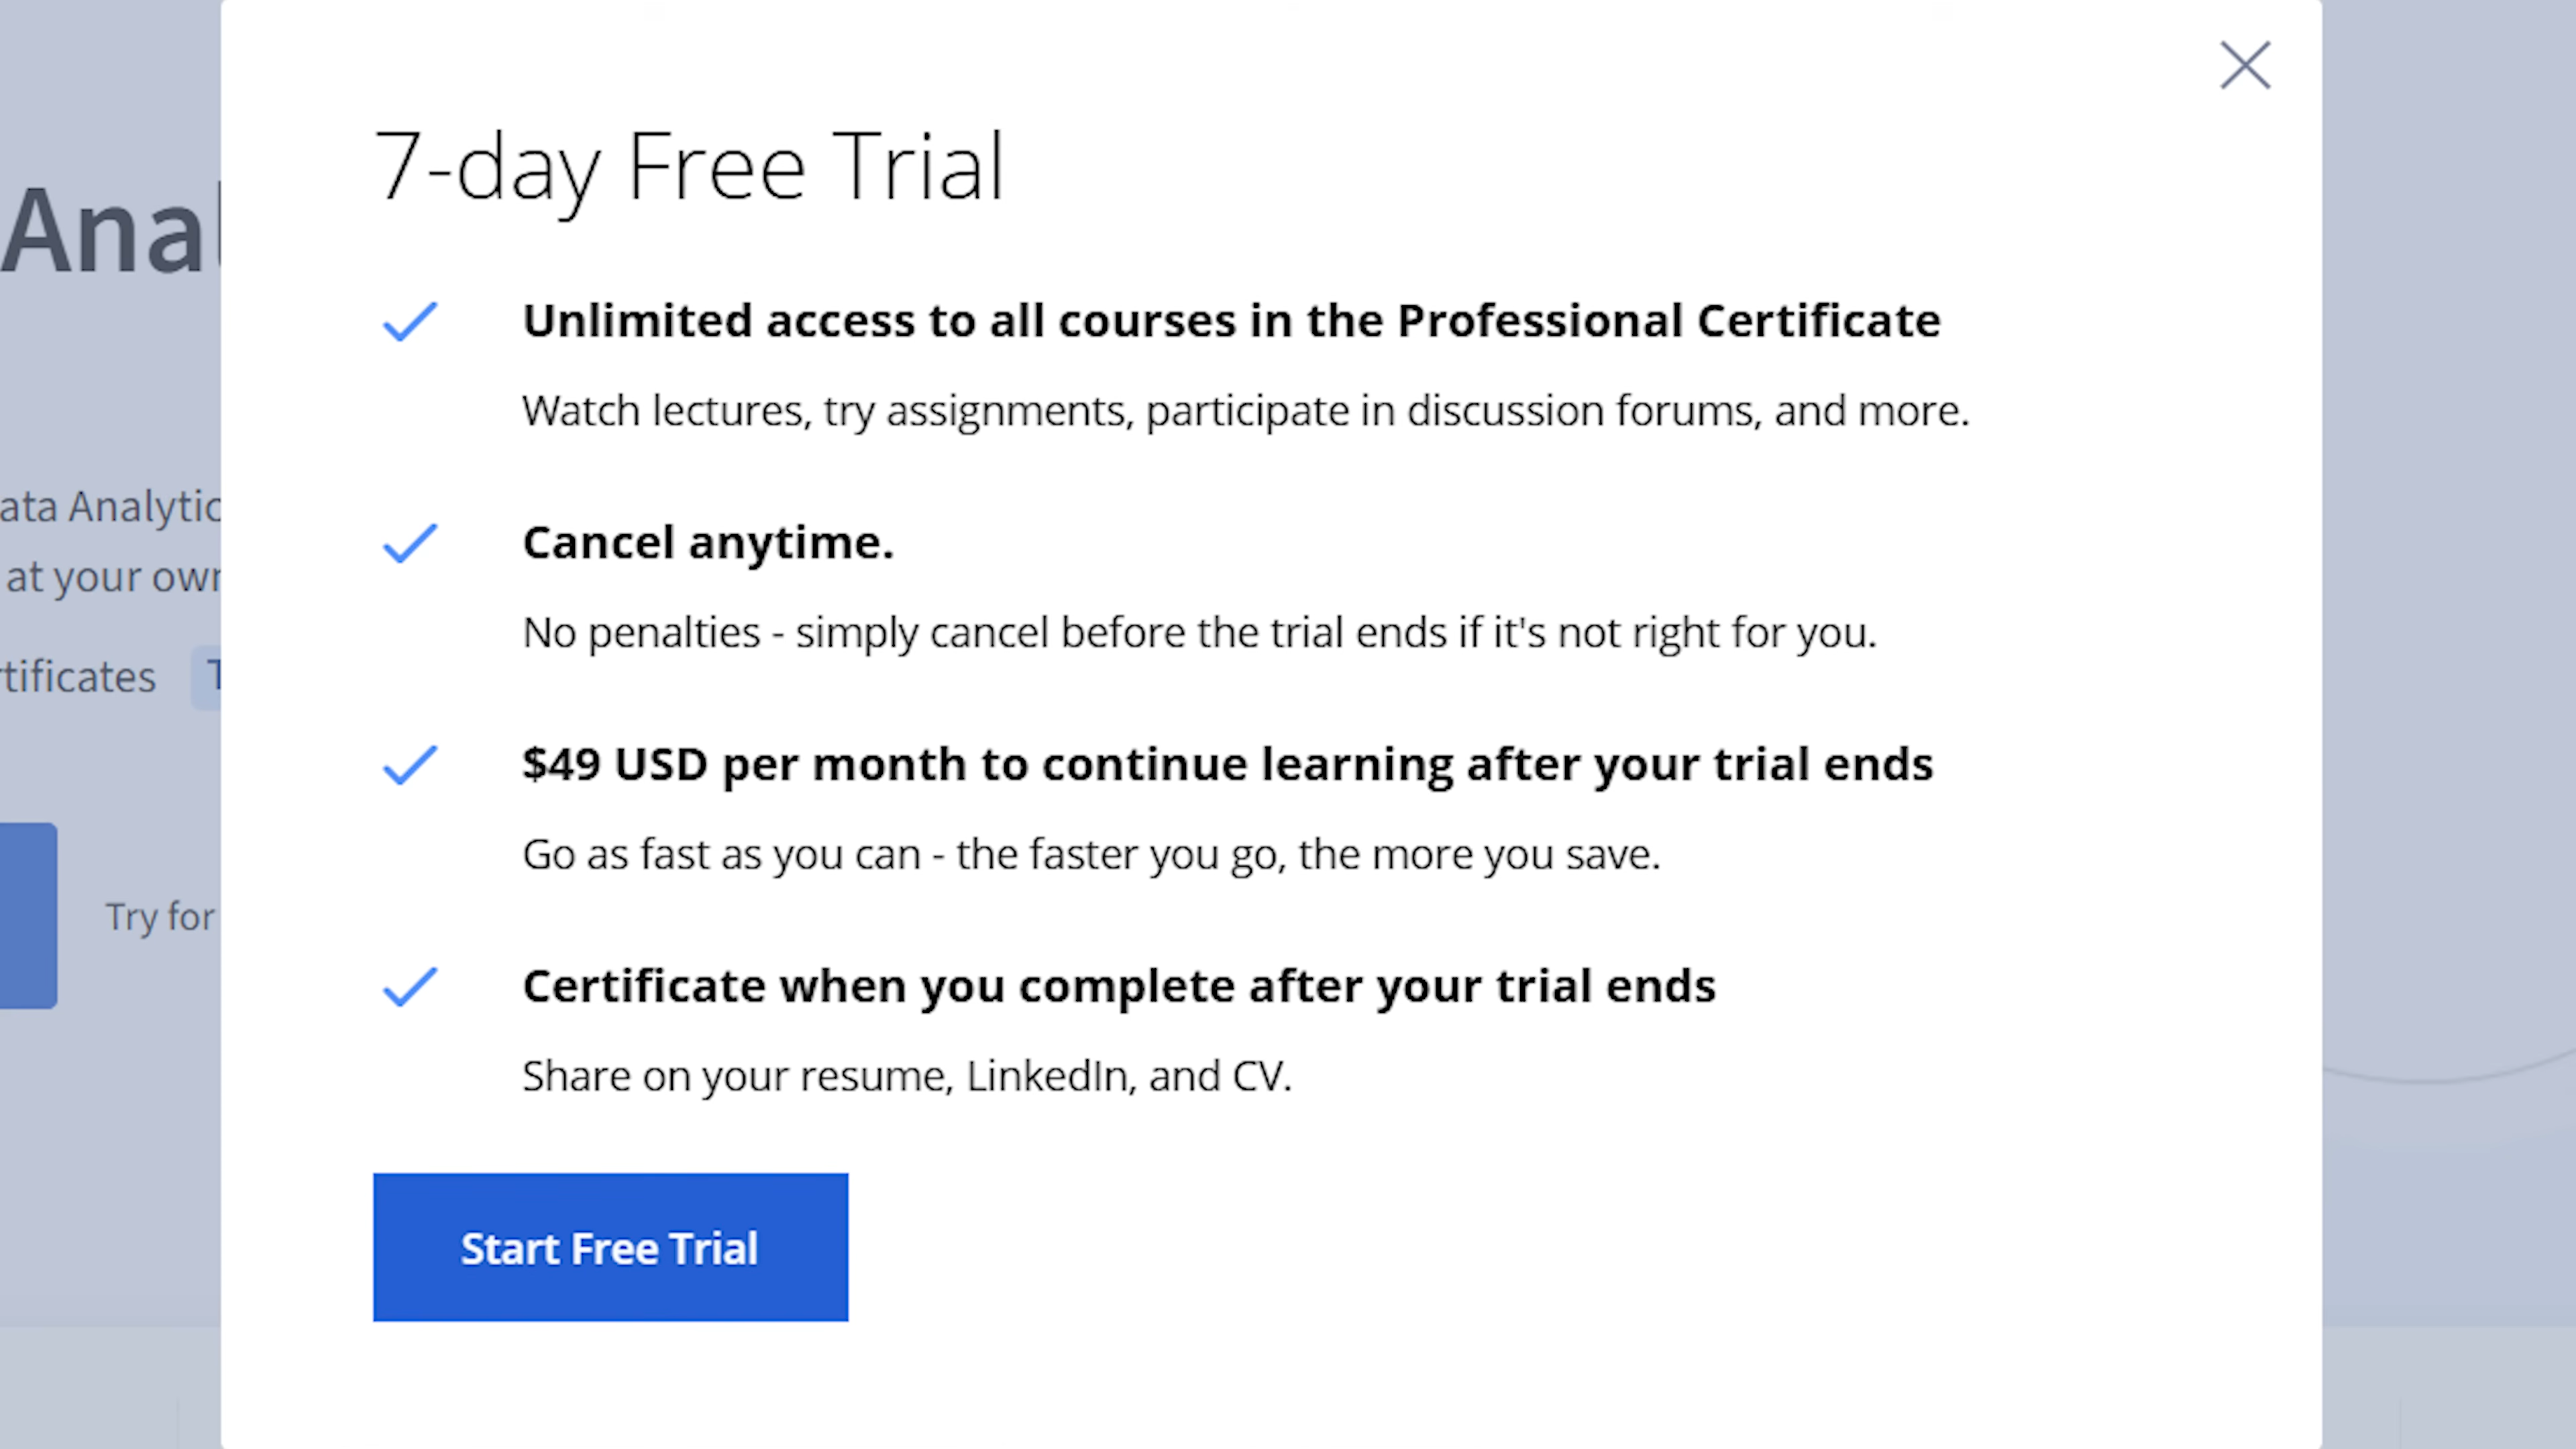 7-day Free Trial
Unlimited access to all courses in the Professional Certificate
Watch lectures, try assignments, participate in discussion forums, and more.
Cancel anytime.
No penalties - simply cancel before the trial ends if it's not right for you.
$49 USD per month to continue learning after your trial ends
Go as fast as you can - the faster you go, the more you save.
Certificate when you complete after your trial ends
Share on your resume, LinkedIn, and CV.
Start Free Trial
Anal
ata Analytic
at your own
rtificates T
Try for